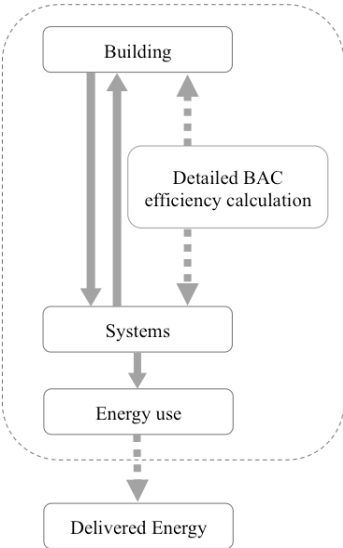 Building
Detailed BAC
efficiency calculation
Systems
Energy use
Delivered Energy